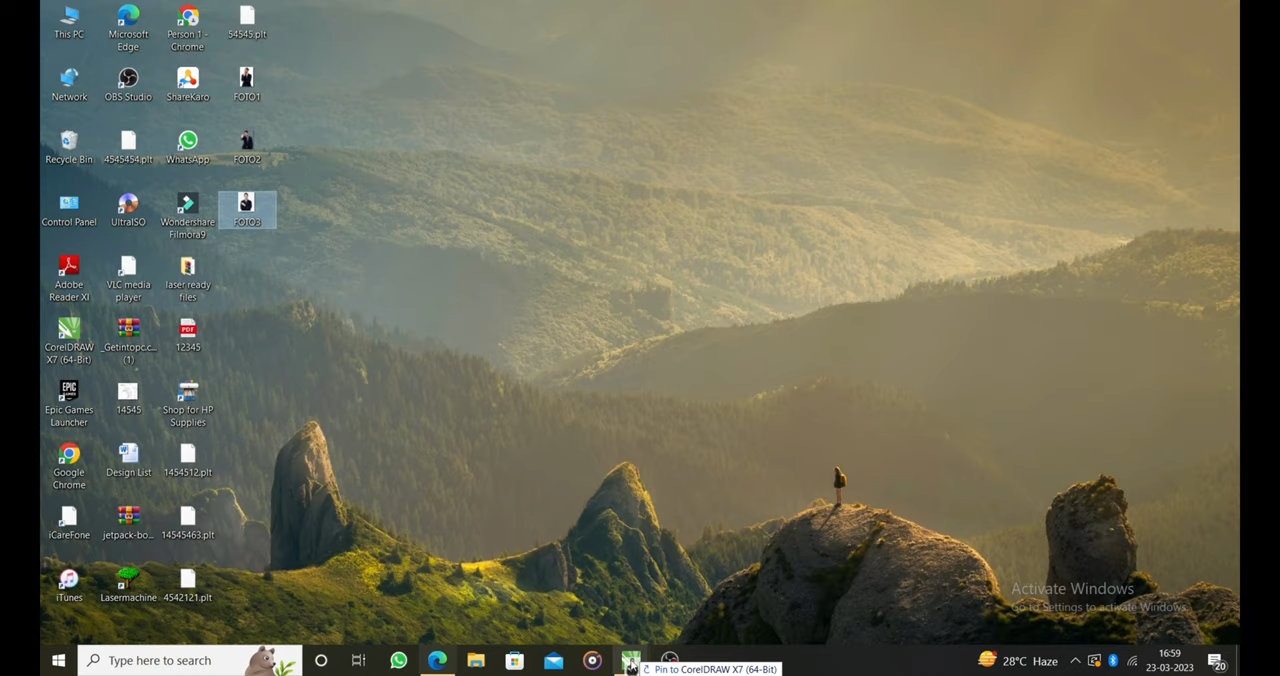 This PC
Microsoft
Edge
Person 1 -
Chrome
54545.plt
Network
OBS Studio
ShareKaro
FOTO1
Recycle Bin
4545454.plt
WhatsApp
FOTO2
Control Panel
UltraISO
Wondershare
Filmora9
FOTO3
Adobe
Reader XI
VLC media
player
laser ready
files
CorelDRAW
X7 (64-Bit)
_Getintopc.c...
(1)
PDF
12345
EPIC
GAMES
Epic Games
Launcher
14545
Shop for HP
Supplies
Google
Chrome
Design List
1454512.plt
iCareFone
jetpack-bo...
14545463.plt
iTunes
Lasermachine
4542121.plt
Activate Windows
Go to Settings to activate Windows.
Type here to search
Pin to CorelDRAW X7 (64-Bit)
28°C Haze
16:59
23-03-2023
20